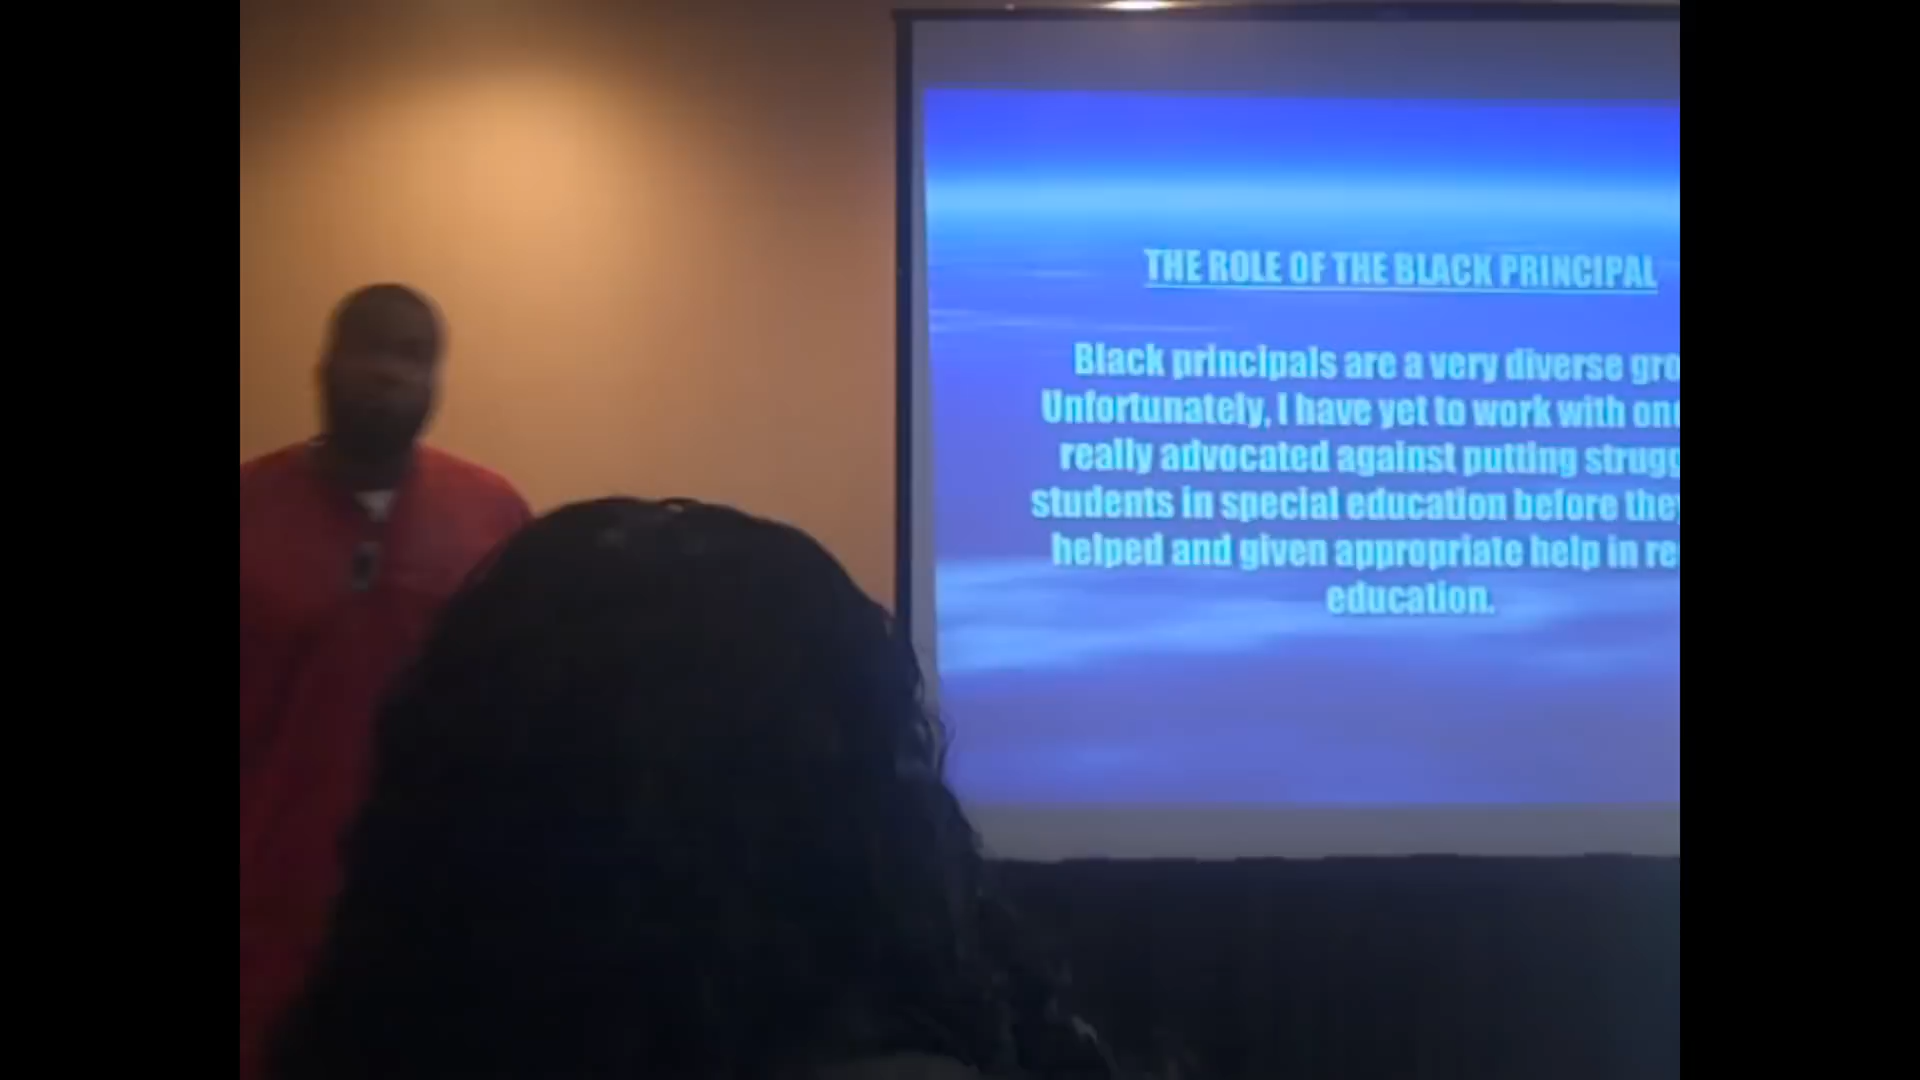 THE ROLE OF THE BLACK PRINCIPAL
Black principals are a very diverse
Unfortunately, I have yet to work with
really advocated against putting
students in special education before
helped and given appropriate help in
education.